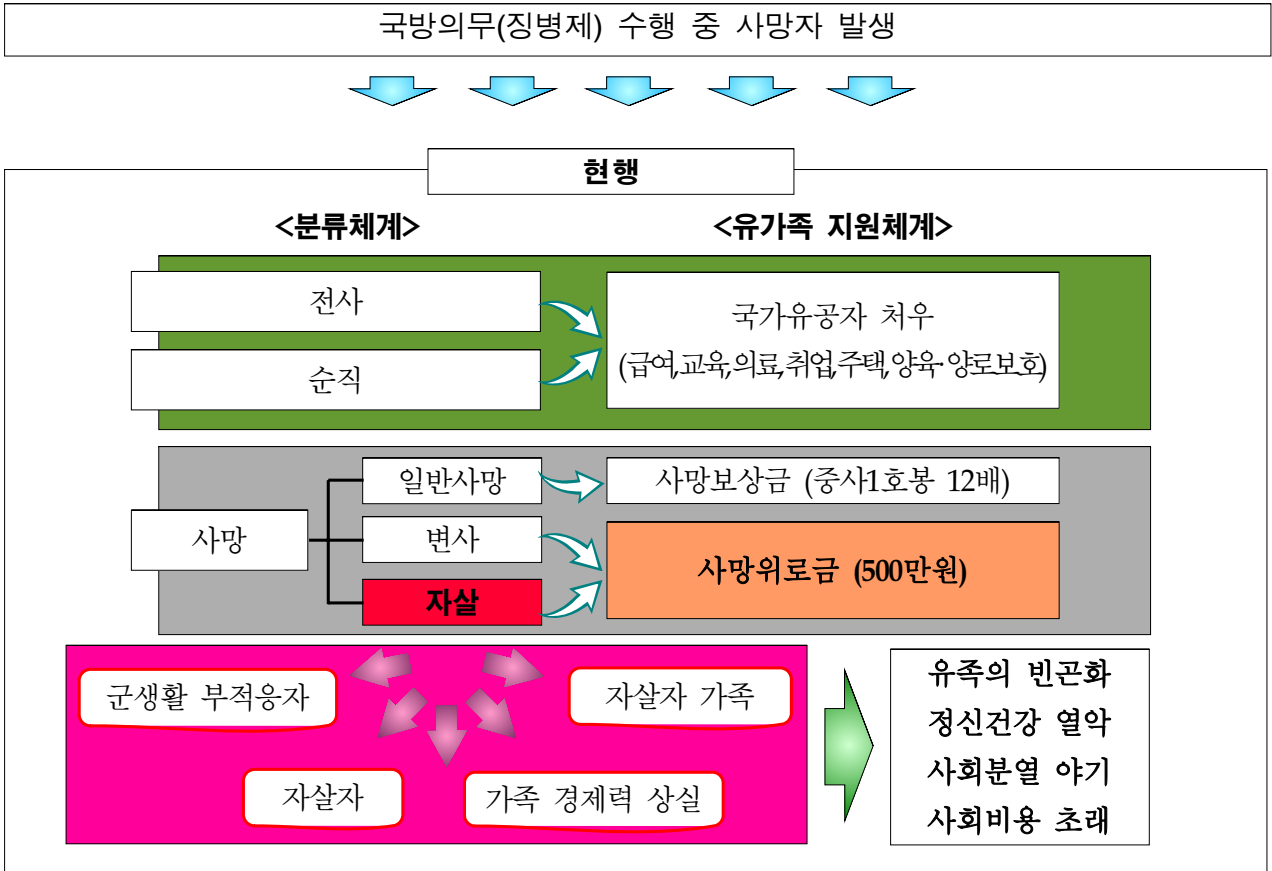 국방의무(징병제) 수행 중 사망자 발생
현행
<분류체계>
<유가족 지원체계>
전사
순직
국가유공자 처우
(급여,교육,의료,취업,주택,양육·양로보호)
사망
일반사망
변사
자살
사망보상금 (중사1호봉 12배)
사망위로금 (500만원)
군생활 부적응자
자살자 가족
자살자
가족 경제력 상실
유족의 빈곤화
정신건강 열악
사회분열 야기
사회비용 초래